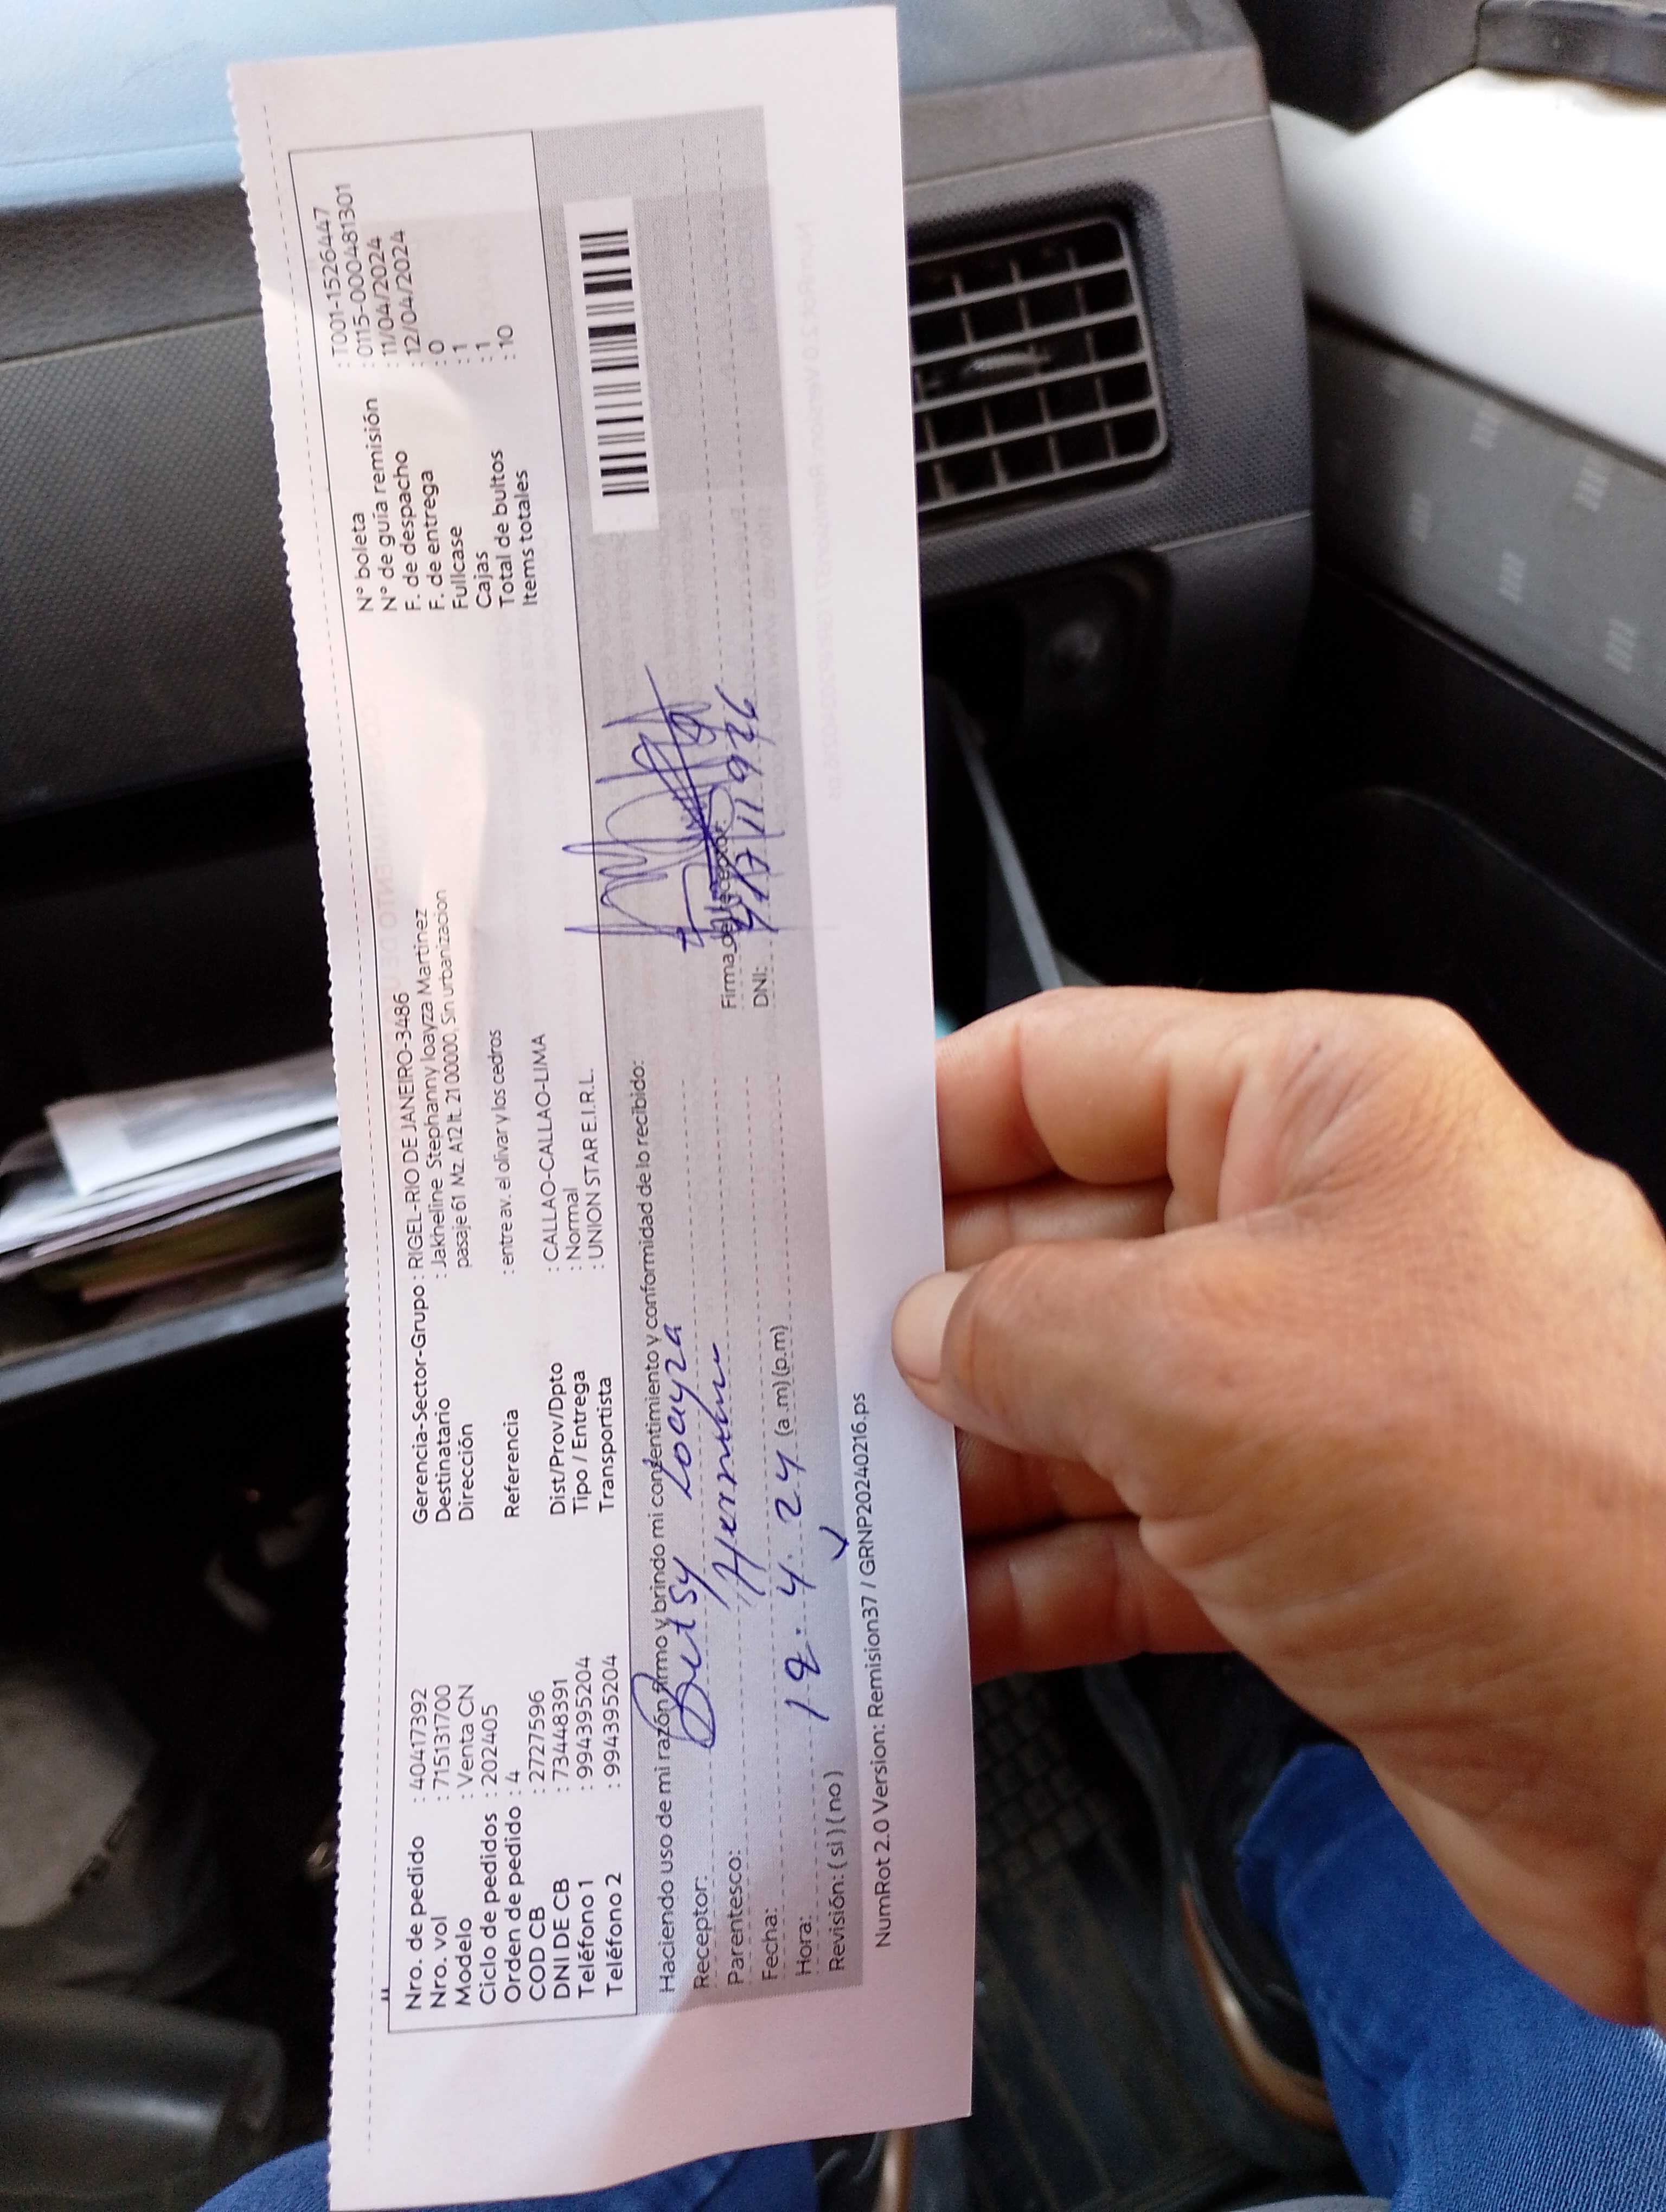 Nro. de pedido : 40417392
Nro. vol : 715131700
Modelo : Venta CN
Ciclo de pedidos : 202405
Orden de pedido : 4
COD CB : 2727596
DNI DE CB : 73448391
Teléfono 1 : 994395204
Teléfono 2 : 994395204
Gerencia-Sector-Grupo : RIGEL-RIO DE JANEIRO-3486
Destinatario : Jakheline Stephanny loayza Martinez
Dirección pasaje 61 Mz. A12 lt. 21 00000, Sin urbanizacion
Referencia : entre av. el olivar y los cedros
Dist/Prov/Dpto : CALLAO-CALLAO-LIMA
Tipo / Entrega : Normal
Transportista : UNION STAR E.I.R.L.
N° boleta : T001-1526447
N° de guía remisión : 0115-000481301
F. de despacho : 11/04/2024
F. de entrega : 12/04/2024
Fullcase : 0
Cajas : 1
Total de bultos : 1
Items totales : 10
Haciendo uso de mi razón firmo y brindo mi consentimiento y conformidad de lo recibido:
Receptor: Betsy Loayza
Parentesco:
Fecha: 12.4.24
Hora: (a.m) (p.m)
Revisión: ( si ) ( no )
Firma del receptor:
DNI:
NumRot 2.0 Version: Remision37 / GRNP20240216.ps